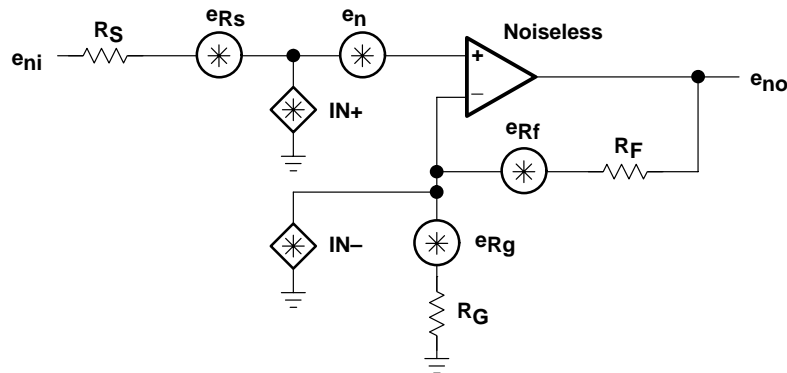 eRs
en
Noiseless
RS
eni
+
−
eno
IN+
eRf
RF
IN−
eRg
RG